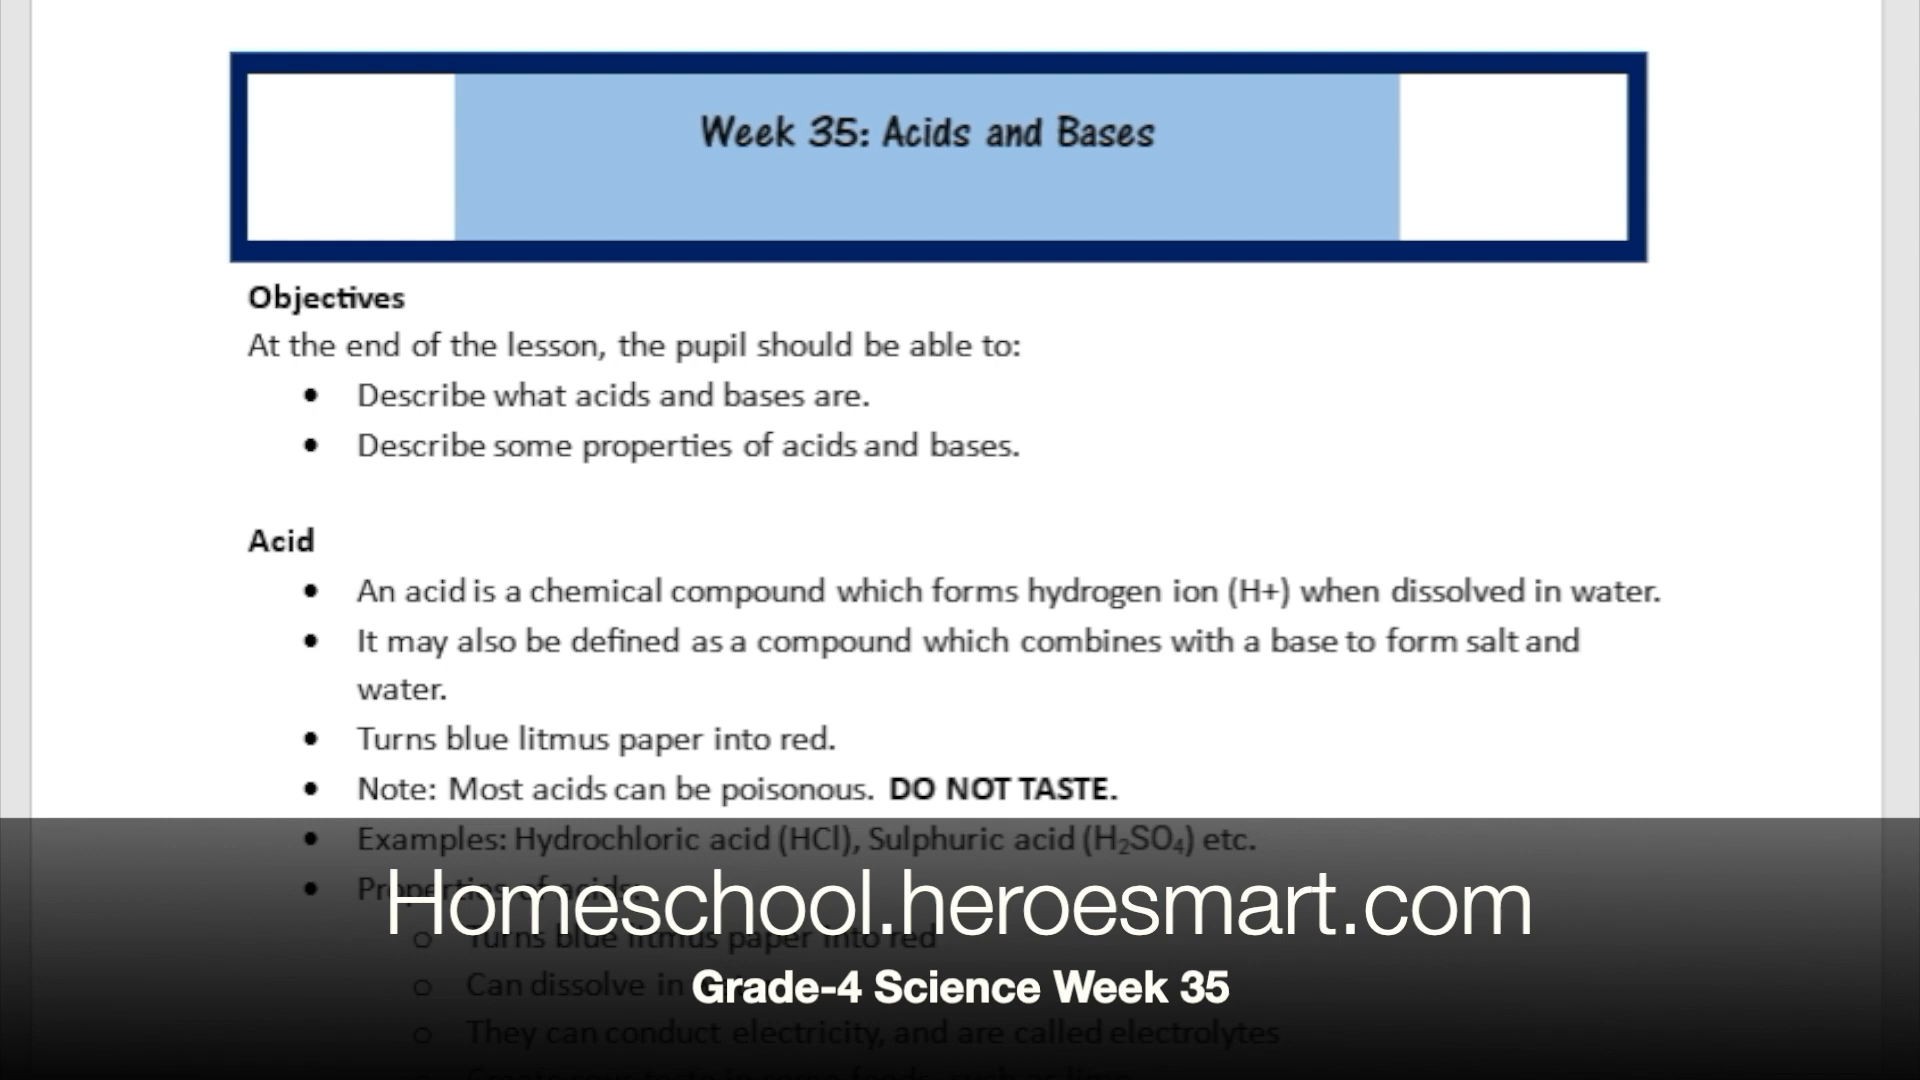 Week 35: Acids and Bases
Objectives
At the end of the lesson, the pupil should be able to:
• Describe what acids and bases are.
• Describe some properties of acids and bases.
Acid
• An acid is a chemical compound which forms hydrogen ion (H+) when dissolved in water.
• It may also be defined as a compound which combines with a base to form salt and
water.
• Turns blue litmus paper into red.
• Note: Most acids can be poisonous. DO NOT TASTE.
• Examples: Hydrochloric acid (HCl), Sulphuric acid (H₂SO₄) etc.
• Properties of acids:
Homeschool.heroesmart.com
o Turns blue litmus paper into red
o Can dissolve in
Grade-4 Science Week 35
o They can conduct electricity, and are called electrolytes